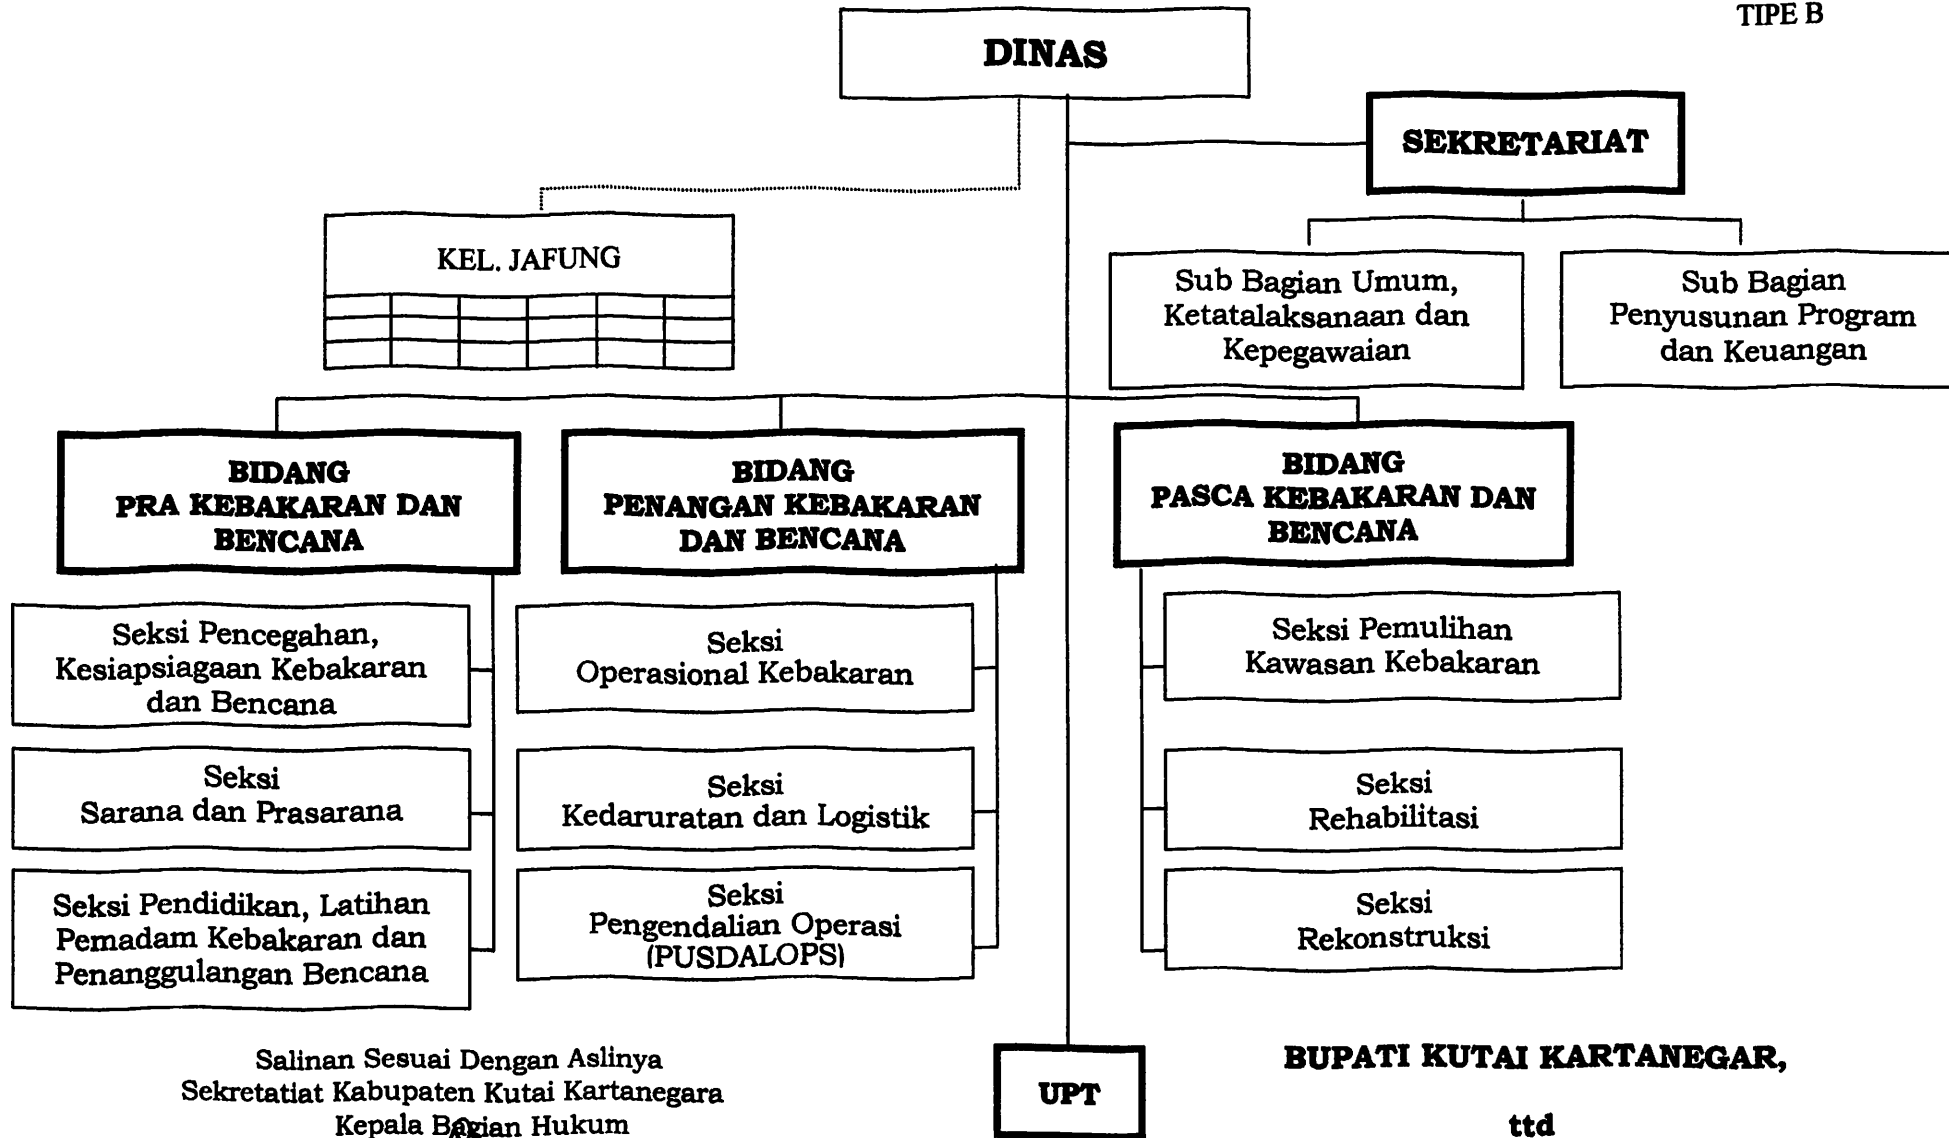 TIPE B
DINAS
SEKRETARIAT
KEL. JAFUNG
Sub Bagian Umum,
Ketatalaksanaan dan
Kepegawaian
Sub Bagian
Penyusunan Program
dan Keuangan
BIDANG
PRA KEBAKARAN DAN
BENCANA
BIDANG
PENANGAN KEBAKARAN
DAN BENCANA
BIDANG
PASCA KEBAKARAN DAN
BENCANA
Seksi Pencegahan,
Kesiapsiagaan Kebakaran
dan Bencana
Seksi
Sarana dan Prasarana
Seksi Pendidikan, Latihan
Pemadam Kebakaran dan
Penanggulangan Bencana
Seksi
Operasional Kebakaran
Seksi
Kedaruratan dan Logistik
Seksi
Pengendalian Operasi
(PUSDALOPS)
Seksi Pemulihan
Kawasan Kebakaran
Seksi
Rehabilitasi
Seksi
Rekonstruksi
Salinan Sesuai Dengan Aslinya
Sekretatiat Kabupaten Kutai Kartanegara
Kepala Bagian Hukum
UPT
BUPATI KUTAI KARTANEGAR,
ttd